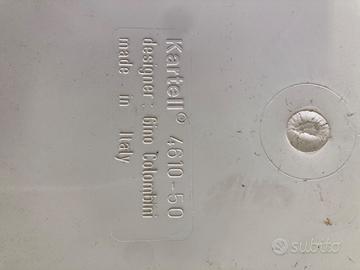 Kartell® 4610-50
designer: Gino Colombini
made in Italy
subito